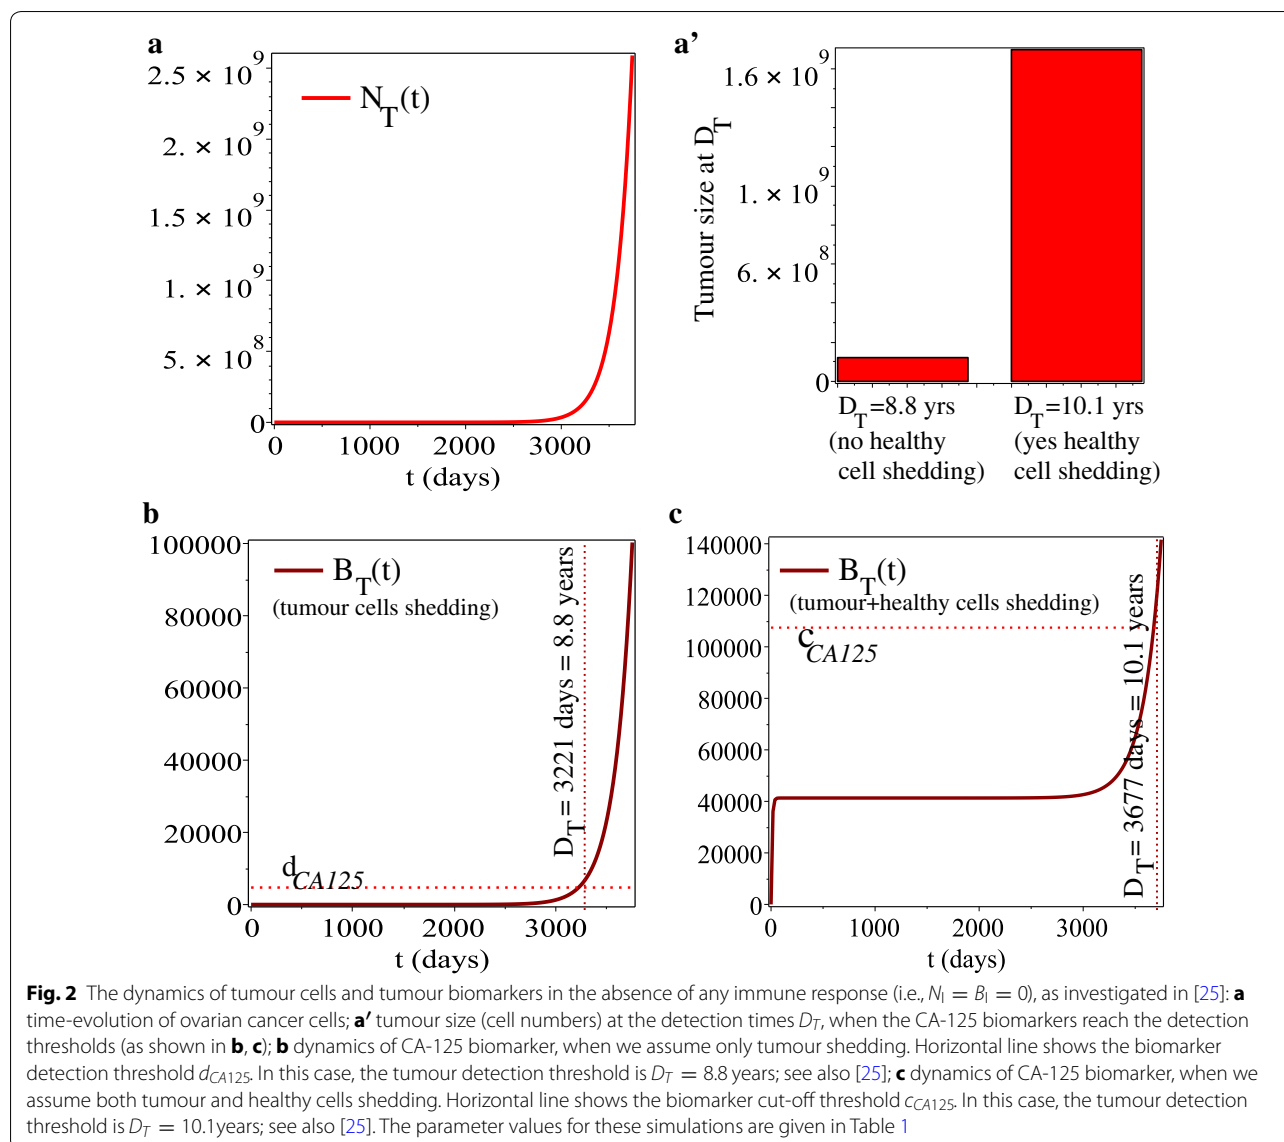 a
2.5 × 10^9
2. × 10^9
1.5 × 10^9
1. × 10^9
5. × 10^8
0
N_T(t)
0 1000 2000 3000
t (days)
a’
Tumour size at D_T
1.6 × 10^9
1. × 10^9
6. × 10^8
0
D_T=8.8 yrs
(no healthy
cell shedding)
D_T=10.1 yrs
(yes healthy
cell shedding)
b
100000
80000
60000
40000
20000
0
B_T(t)
(tumour cells shedding)
D_T = 3221 days = 8.8 years
d_CA125
0 1000 2000 3000
t (days)
c
140000
120000
100000
80000
60000
40000
20000
0
B_T(t)
(tumour+healthy cells shedding)
c_CA125
D_T = 3677 days = 10.1 years
0 1000 2000 3000
t (days)
Fig. 2 The dynamics of tumour cells and tumour biomarkers in the absence of any immune response (i.e., N_I = B_I = 0), as investigated in [25]: a
time-evolution of ovarian cancer cells; a′ tumour size (cell numbers) at the detection times D_T, when the CA-125 biomarkers reach the detection
thresholds (as shown in b, c); b dynamics of CA-125 biomarker, when we assume only tumour shedding. Horizontal line shows the biomarker
detection threshold d_CA125. In this case, the tumour detection threshold is D_T = 8.8 years; see also [25]; c dynamics of CA-125 biomarker, when we
assume both tumour and healthy cells shedding. Horizontal line shows the biomarker cut-off threshold c_CA125. In this case, the tumour detection
threshold is D_T = 10.1years; see also [25]. The parameter values for these simulations are given in Table 1